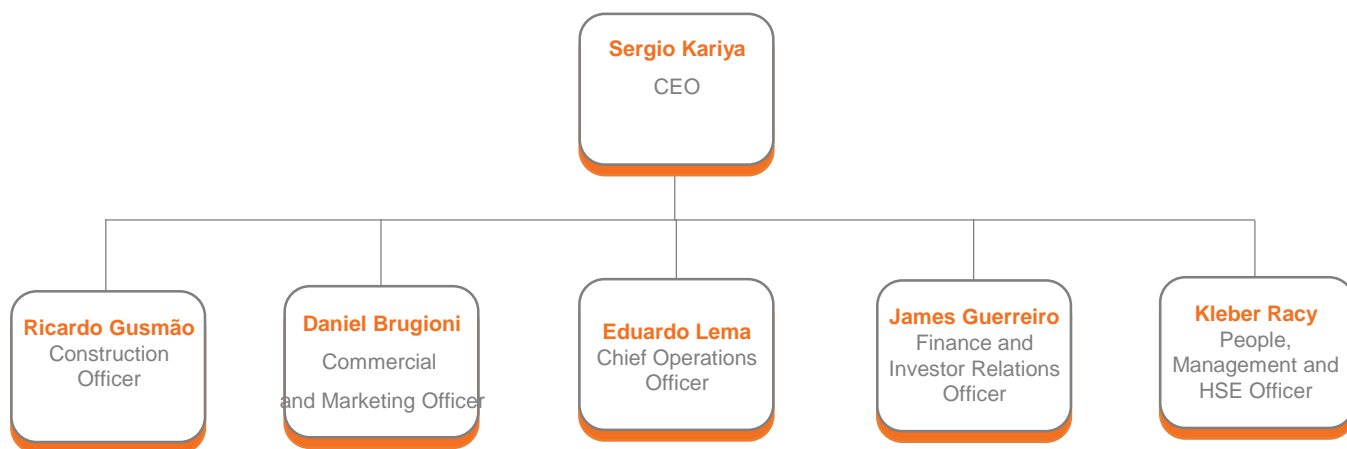 Sergio Kariya
CEO
Ricardo Gusmão
Construction
Officer
Daniel Brugioni
Commercial
and Marketing Officer
Eduardo Lema
Chief Operations
Officer
James Guerreiro
Finance and
Investor Relations
Officer
Kleber Racy
People,
Management and
HSE Officer